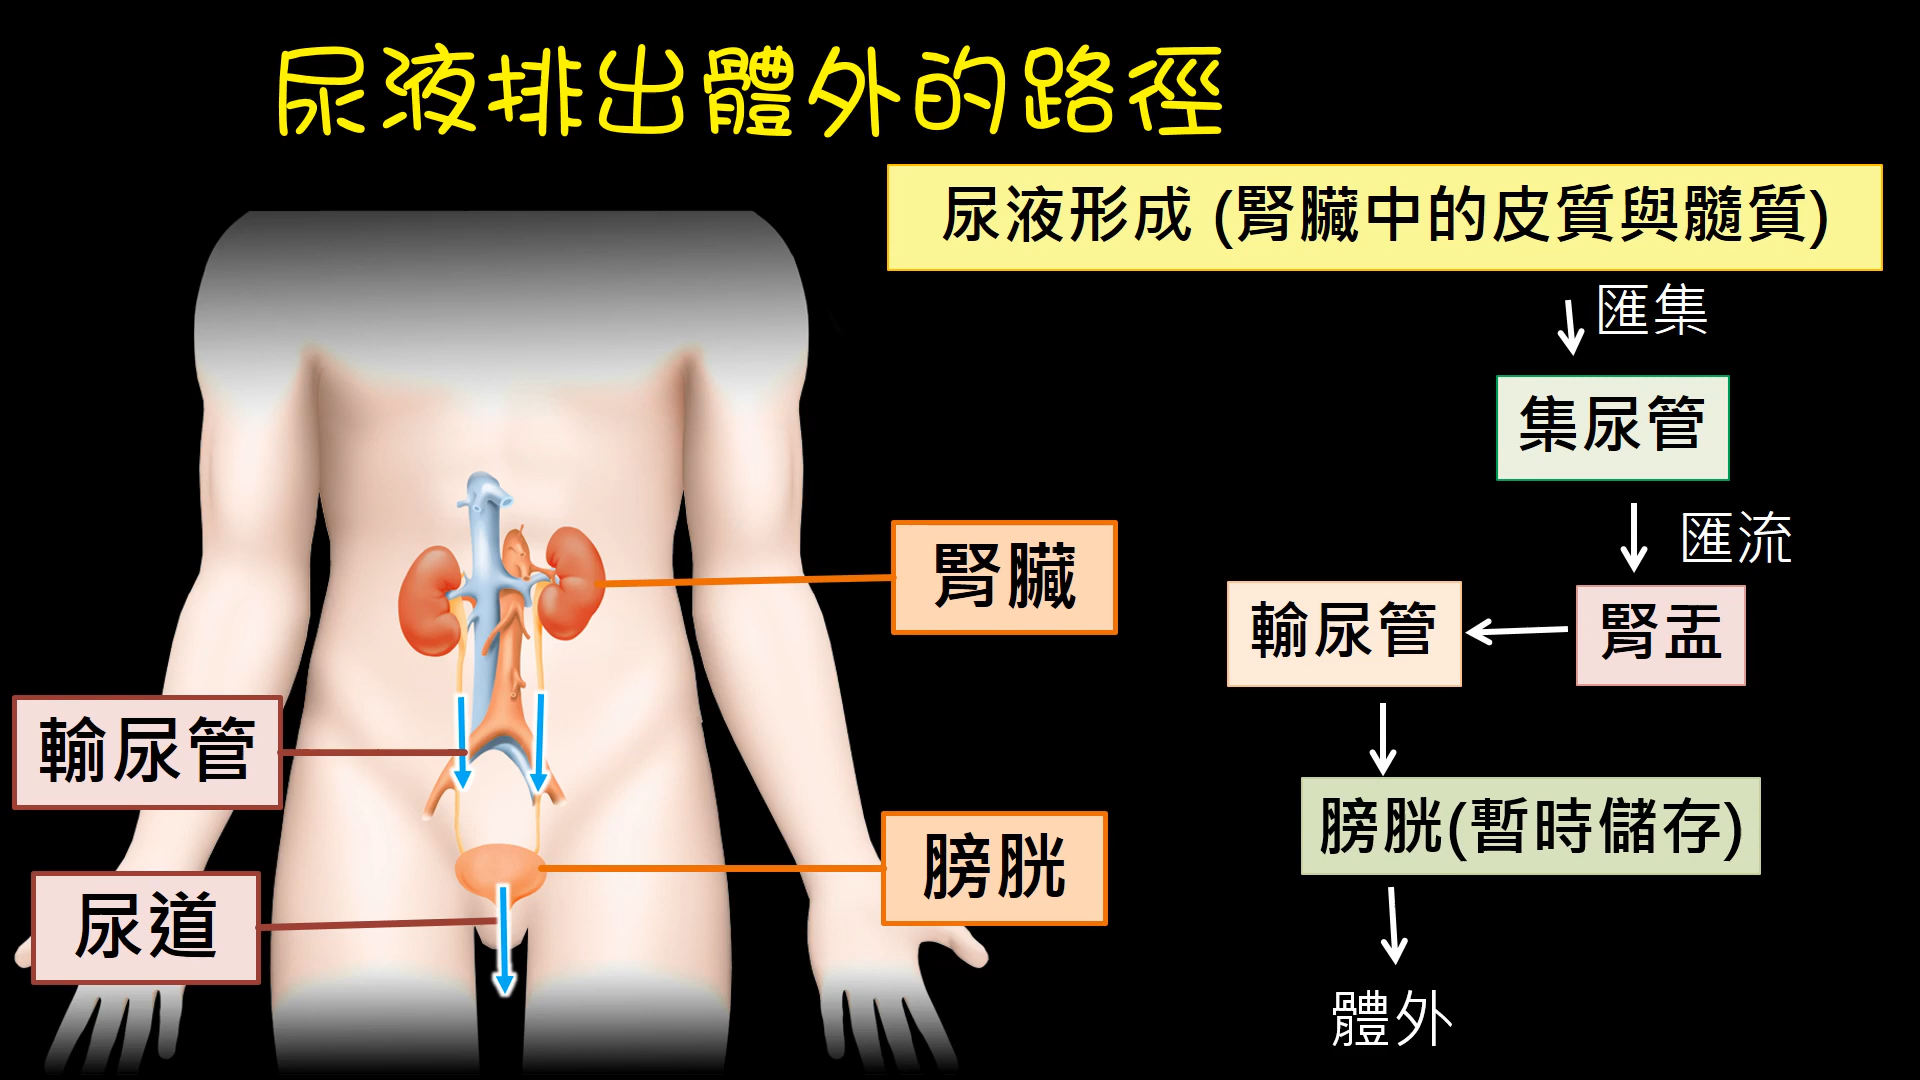 尿液排出體外的路徑
尿液形成 (腎臟中的皮質與髓質)
匯集
集尿管
匯流
腎盂
輸尿管
膀胱(暫時儲存)
體外
腎臟
輸尿管
膀胱
尿道